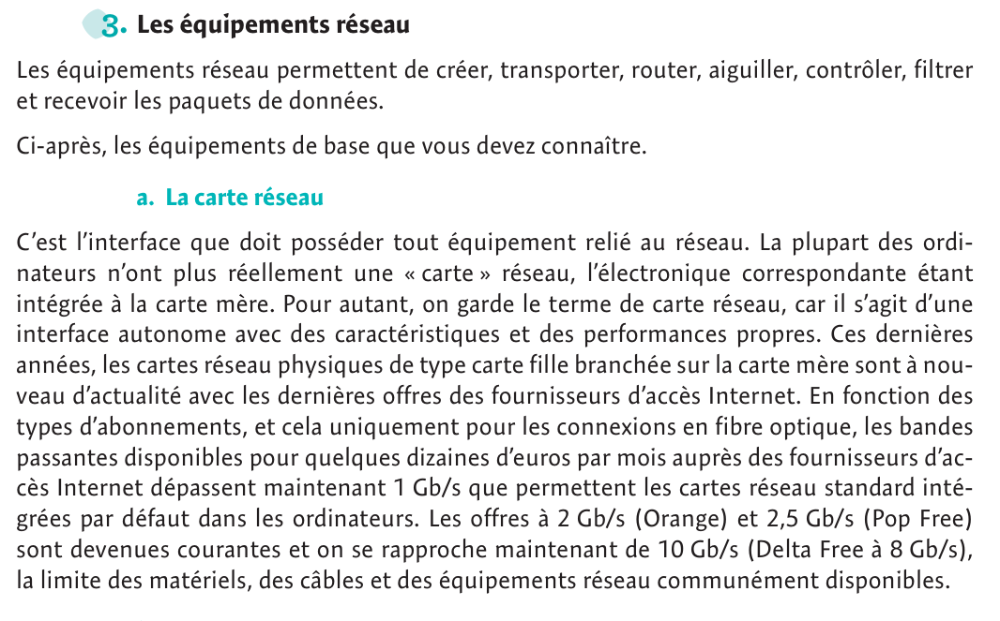 3. Les équipements réseau
Les équipements réseau permettent de créer, transporter, router, aiguiller, contrôler, filtrer
et recevoir les paquets de données.
Ci-après, les équipements de base que vous devez connaître.
a. La carte réseau
C’est l’interface que doit posséder tout équipement relié au réseau. La plupart des ordi-
nateurs n’ont plus réellement une « carte » réseau, l’électronique correspondante étant
intégrée à la carte mère. Pour autant, on garde le terme de carte réseau, car il s’agit d’une
interface autonome avec des caractéristiques et des performances propres. Ces dernières
années, les cartes réseau physiques de type carte fille branchée sur la carte mère sont à nou-
veau d’actualité avec les dernières offres des fournisseurs d’accès Internet. En fonction des
types d’abonnements, et cela uniquement pour les connexions en fibre optique, les bandes
passantes disponibles pour quelques dizaines d’euros par mois auprès des fournisseurs d’ac-
cès Internet dépassent maintenant 1 Gb/s que permettent les cartes réseau standard inté-
grées par défaut dans les ordinateurs. Les offres à 2 Gb/s (Orange) et 2,5 Gb/s (Pop Free)
sont devenues courantes et on se rapproche maintenant de 10 Gb/s (Delta Free à 8 Gb/s),
la limite des matériels, des câbles et des équipements réseau communément disponibles.